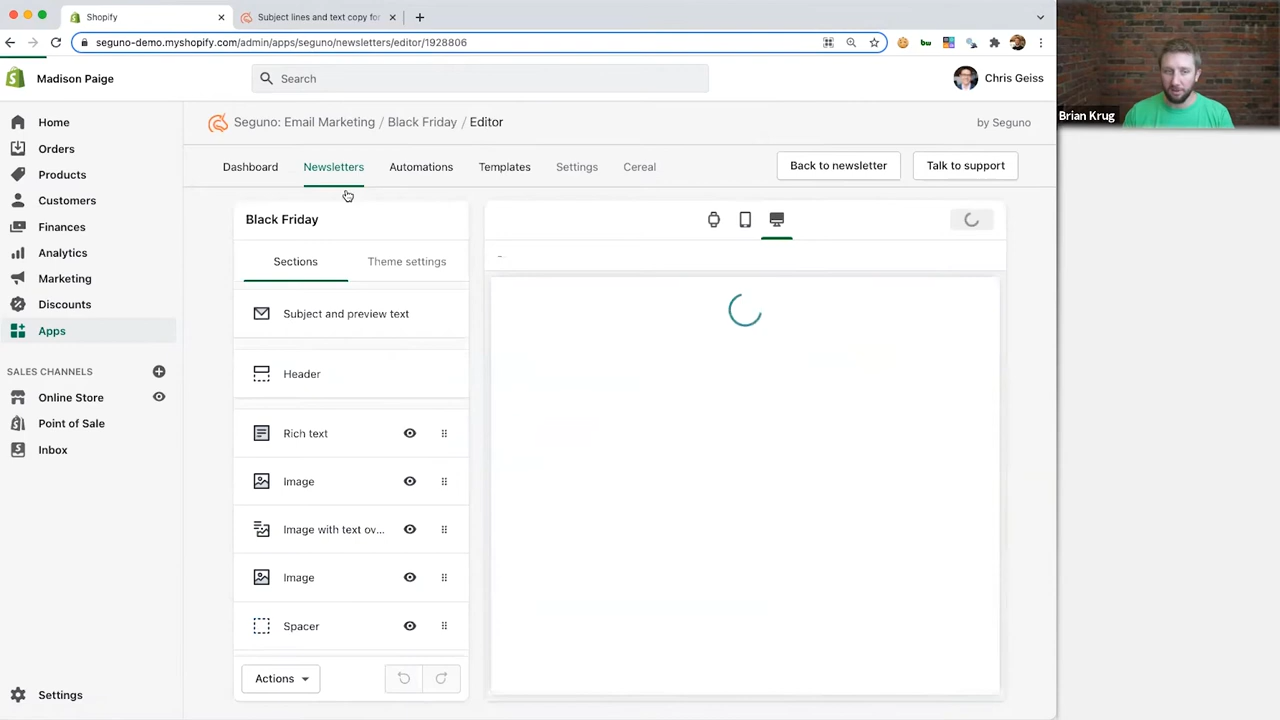 Shopify
Subject lines and text copy for
seguno-demo.myshopify.com/admin/apps/seguno/newsletters/editor/1928806
Madison Paige
Search
Chris Geiss
Brian Krug
Home
Orders
Products
Customers
Finances
Analytics
Marketing
Discounts
Apps
SALES CHANNELS
Online Store
Point of Sale
Inbox
Settings
Seguno: Email Marketing / Black Friday / Editor
by Seguno
Dashboard
Newsletters
Automations
Templates
Settings
Cereal
Back to newsletter
Talk to support
Black Friday
Sections
Theme settings
Subject and preview text
Header
Rich text
Image
Image with text ov...
Image
Spacer
Actions